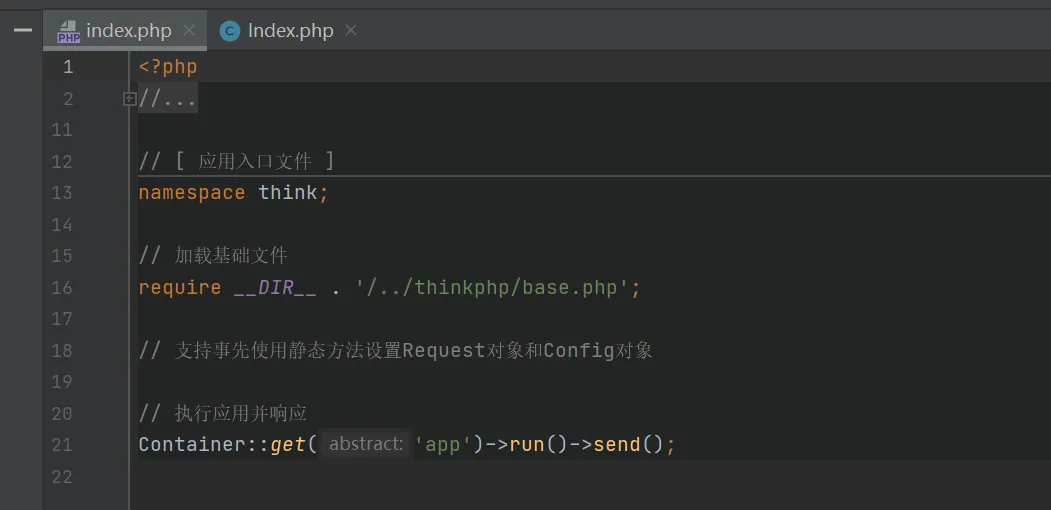 index.php Index.php
1 <?php
2 //...
11
12 // [ 应用入口文件 ]
13 namespace think;
14
15 // 加载基础文件
16 require __DIR__ . '/../thinkphp/base.php';
17
18 // 支持事先使用静态方法设置Request对象和Config对象
19
20 // 执行应用并响应
21 Container::get( abstract: 'app')->run()->send();
22